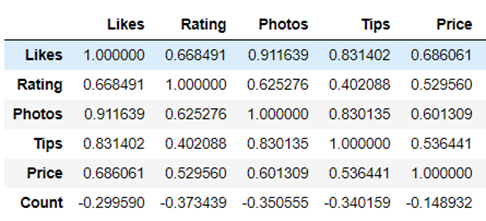 Likes Rating Photos Tips Price
Likes 1.000000 0.668491 0.911639 0.831402 0.686061
Rating 0.668491 1.000000 0.625276 0.402088 0.529560
Photos 0.911639 0.625276 1.000000 0.830135 0.601309
Tips 0.831402 0.402088 0.830135 1.000000 0.536441
Price 0.686061 0.529560 0.601309 0.536441 1.000000
Count -0.299590 -0.373439 -0.350555 -0.340159 -0.148932